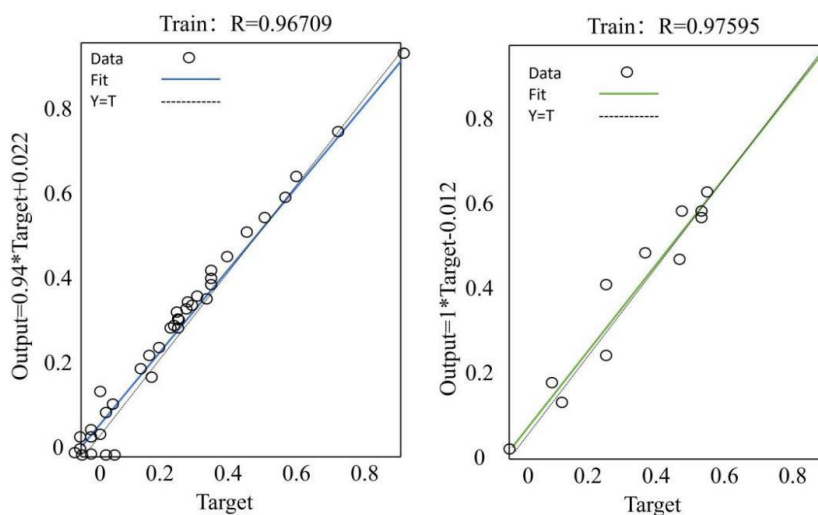 Train： R=0.96709
Data
Fit
Y=T
0.8
0.6
0.4
0.2
0
Output=0.94*Target+0.022
0 0.2 0.4 0.6 0.8
Target
Train： R=0.97595
Data
Fit
Y=T
0.8
0.6
0.4
0.2
0
Output=1*Target-0.012
0 0.2 0.4 0.6 0.8
Target